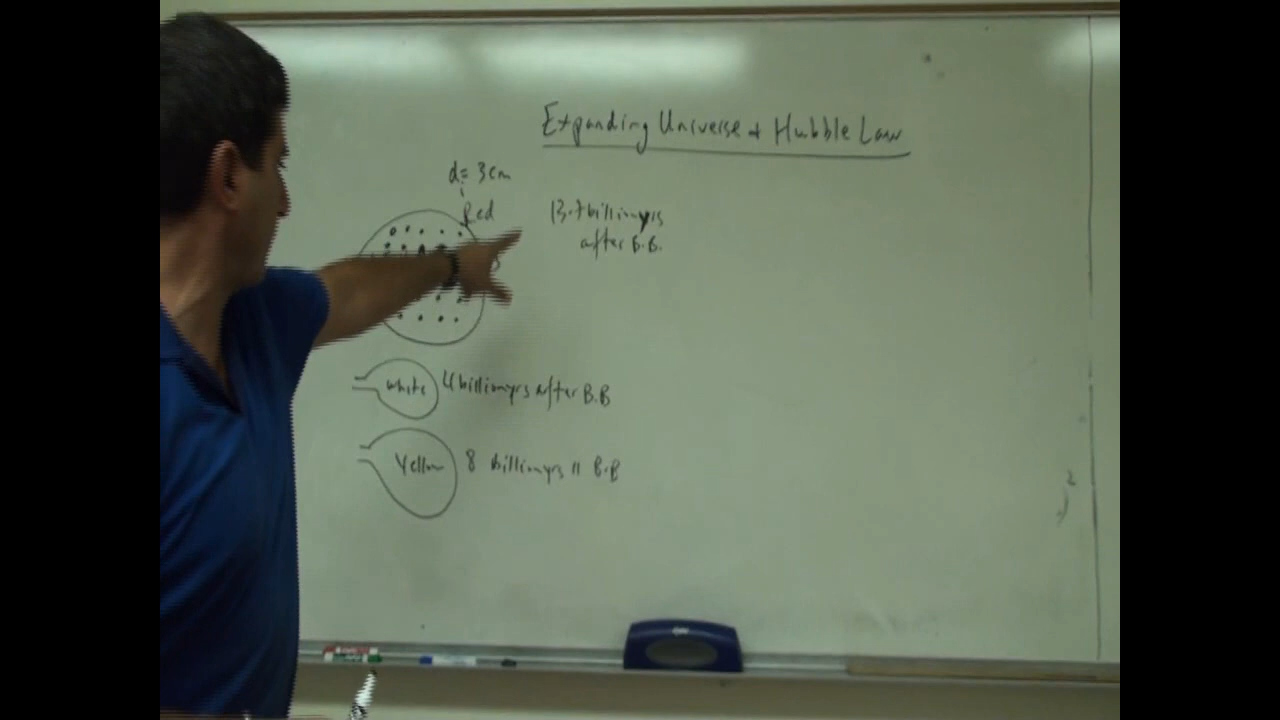 Expanding Universe + Hubble Law
d = 3cm
Red
13.7 billion yrs
after B.B.
White 4 billion yrs after B.B
Yellow 8 billion yrs 11 B.B